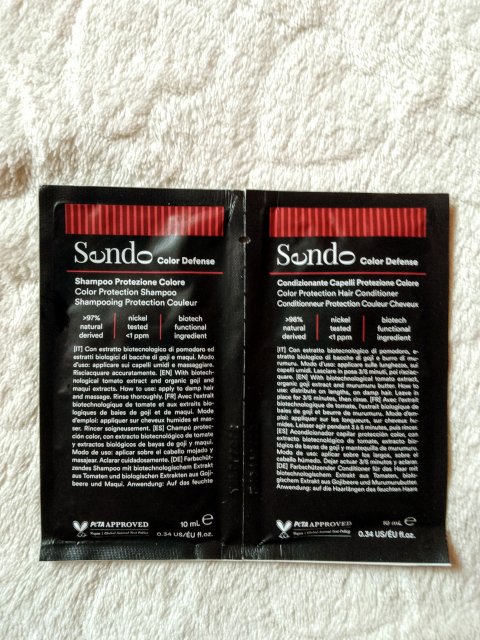 Sendo Color Defense
Shampoo Protezione Colore
Color Protection Shampoo
Shampooing Protection Couleur
>97% natural derived
nickel tested <1 ppm
biotech functional ingredient
[IT] Con estratto biotecnologico di pomodoro ed
estratti biologici di bacche di goji e maqui. Modo
d'uso: applicare sui capelli umidi e massaggiare.
Risciacquare accuratamente. [EN] With biotech-
nological tomato extract and organic goji and
maqui extracts. How to use: apply to damp hair
and massage. Rinse thoroughly. [FR] Avec l'extrait
biotechnologique de tomate et aux extraits bio-
logiques de baies de goji et de maqui. Mode
d'emploi: appliquer sur cheveux humides et mas-
ser. Rincer soigneusement. [ES] Champú protec-
ción color, con extracto biotecnológico de tomate
y extractos biológicos de bayas de goji y maqui.
Modo de uso: aplicar sobre el cabello mojado y
masajear. Aclarar cuidadosamente. [DE] Farbschüt-
zendes Shampoo mit biotechnologischem Extrakt
aus Tomaten und biologischen Extrakten aus Goji-
beere und Maqui. Anwendung: Auf das feuchte
PETA APPROVED
Vegan | Global Animal Test Policy
10 mL e
0.34 US/ÉU fl.oz.
Sendo Color Defense
Condizionante Capelli Protezione Colore
Color Protection Hair Conditioner
Conditionneur Protection Couleur Cheveux
>98% natural derived
nickel tested <1 ppm
biotech functional ingredient
[IT] Con estratto biotecnologico di pomodoro, e-
stratto biologico di bacche di goji e burro di mu-
rumuru. Modo d'uso: applicare sulle lunghezze, sui
capelli umidi. Lasciare in posa 3/5 minuti, poi risciac-
quare. [EN] With biotechnological tomato extract,
organic goji extract and murumuru butter. How to
use: distribute on lengths, on damp hair. Leave in
place for 3/5 minutes, then rinse. [FR] Avec l'extrait
biotechnologique de tomate, l'extrait biologique de
baies de goji et beurre de murumuru. Mode d'em-
ploi: appliquer sur les longueurs, sur cheveux hu-
mides. Laisser agir pendant 3 à 5 minutes, puis rincer.
[ES] Acondicionador capilar protección color, con
extracto biotecnológico de tomate, extracto bio-
lógico de bayas de goji y mantequilla de murumuru.
Modo de uso: aplicar sobre los largos, sobre el
cabello húmedo. Dejar actuar 3/5 minutos y aclarar.
[DE] Farbschützender Conditioner für das Haar mit
biotechnologischem Extrakt aus Tomaten, biolo-
gischem Extrakt aus Gojibeere und Murumurubutter.
Anwendung: auf die Haarlängen des feuchten Haars
PETA APPROVED
Vegan | Global Animal Test Policy
10 mL e
0.34 US/ÉU fl.oz.